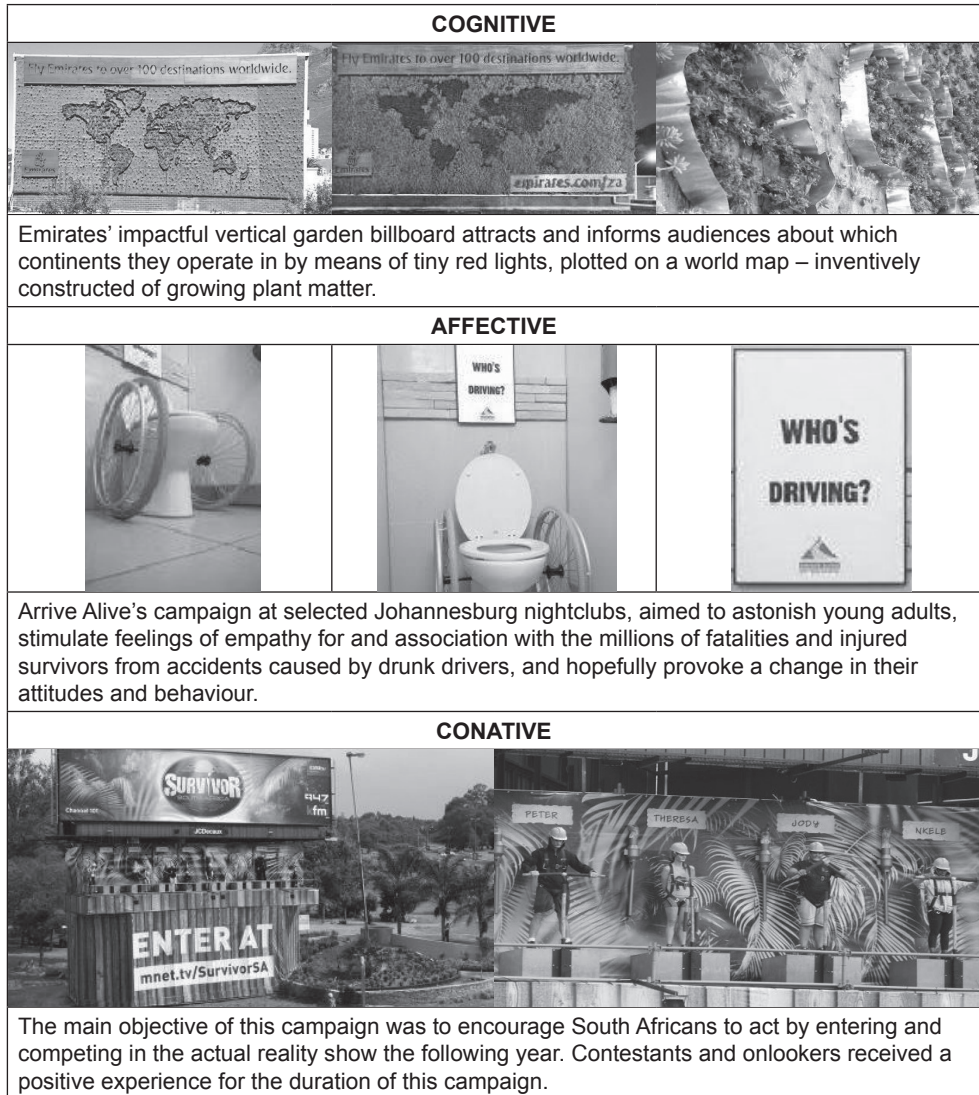 COGNITIVE
Fly Emirates to over 100 destinations worldwide.
Emirates
Fly Emirates to over 100 destinations worldwide.
Emirates
emirates.com/za
Emirates’ impactful vertical garden billboard attracts and informs audiences about which
continents they operate in by means of tiny red lights, plotted on a world map – inventively
constructed of growing plant matter.
AFFECTIVE
WHO'S
DRIVING?
WHO'S
DRIVING?
Arrive Alive’s campaign at selected Johannesburg nightclubs, aimed to astonish young adults,
stimulate feelings of empathy for and association with the millions of fatalities and injured
survivors from accidents caused by drunk drivers, and hopefully provoke a change in their
attitudes and behaviour.
CONATIVE
SURVIVOR
Channel 101
947
kfm
JCDecaux
ENTER AT
mnet.tv/SurvivorSA
J
PETER
THERESA
JODY
NKELE
The main objective of this campaign was to encourage South Africans to act by entering and
competing in the actual reality show the following year. Contestants and onlookers received a
positive experience for the duration of this campaign.